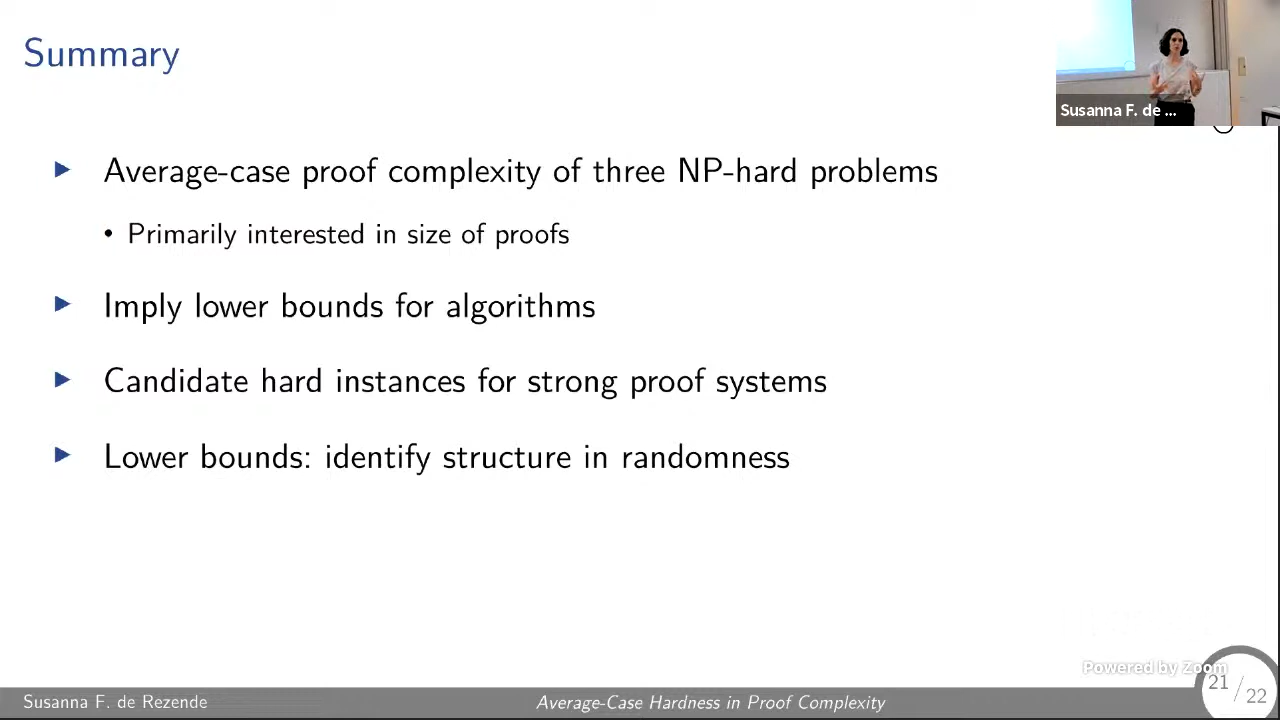 Summary
Susanna F. de ...
▶ Average-case proof complexity of three NP-hard problems
• Primarily interested in size of proofs
▶ Imply lower bounds for algorithms
▶ Candidate hard instances for strong proof systems
▶ Lower bounds: identify structure in randomness
Powered by Zoom
Susanna F. de Rezende
Average-Case Hardness in Proof Complexity
21 / 22